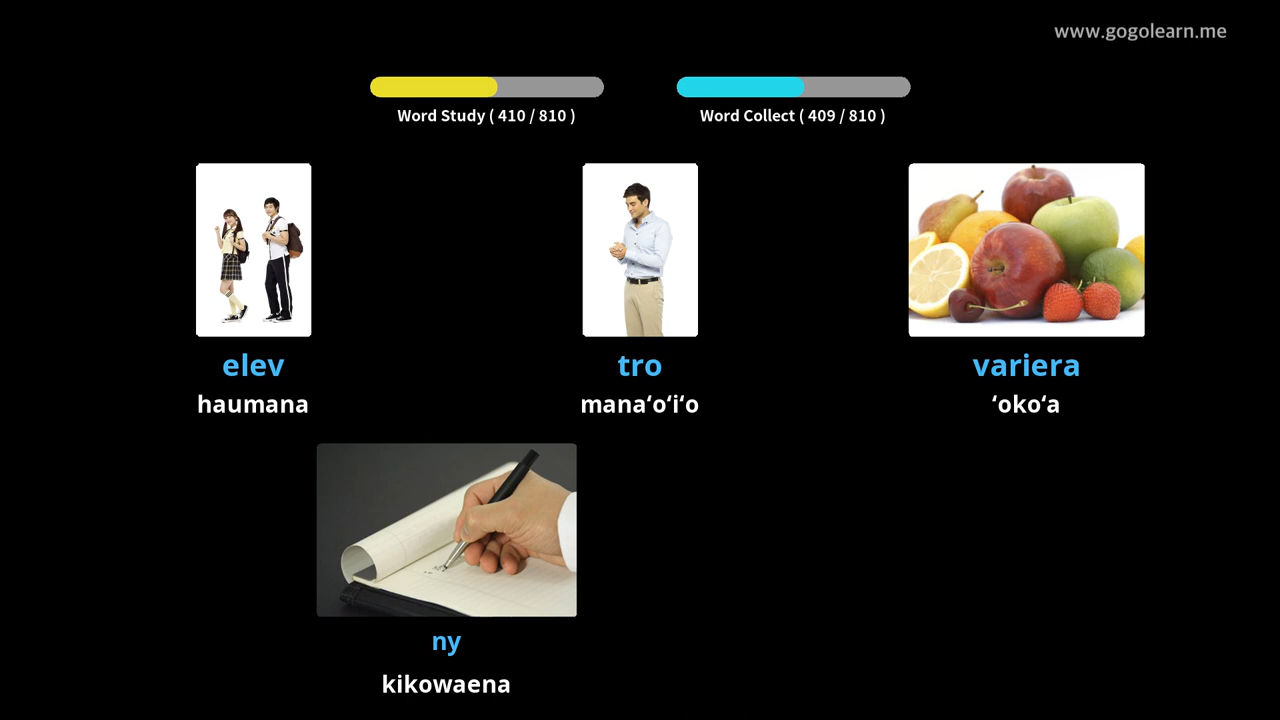 www.gogolearn.me
Word Study ( 410 / 810 )
Word Collect ( 409 / 810 )
elev
haumana
tro
manaʻoʻiʻo
variera
ʻokoʻa
ny
kikowaena